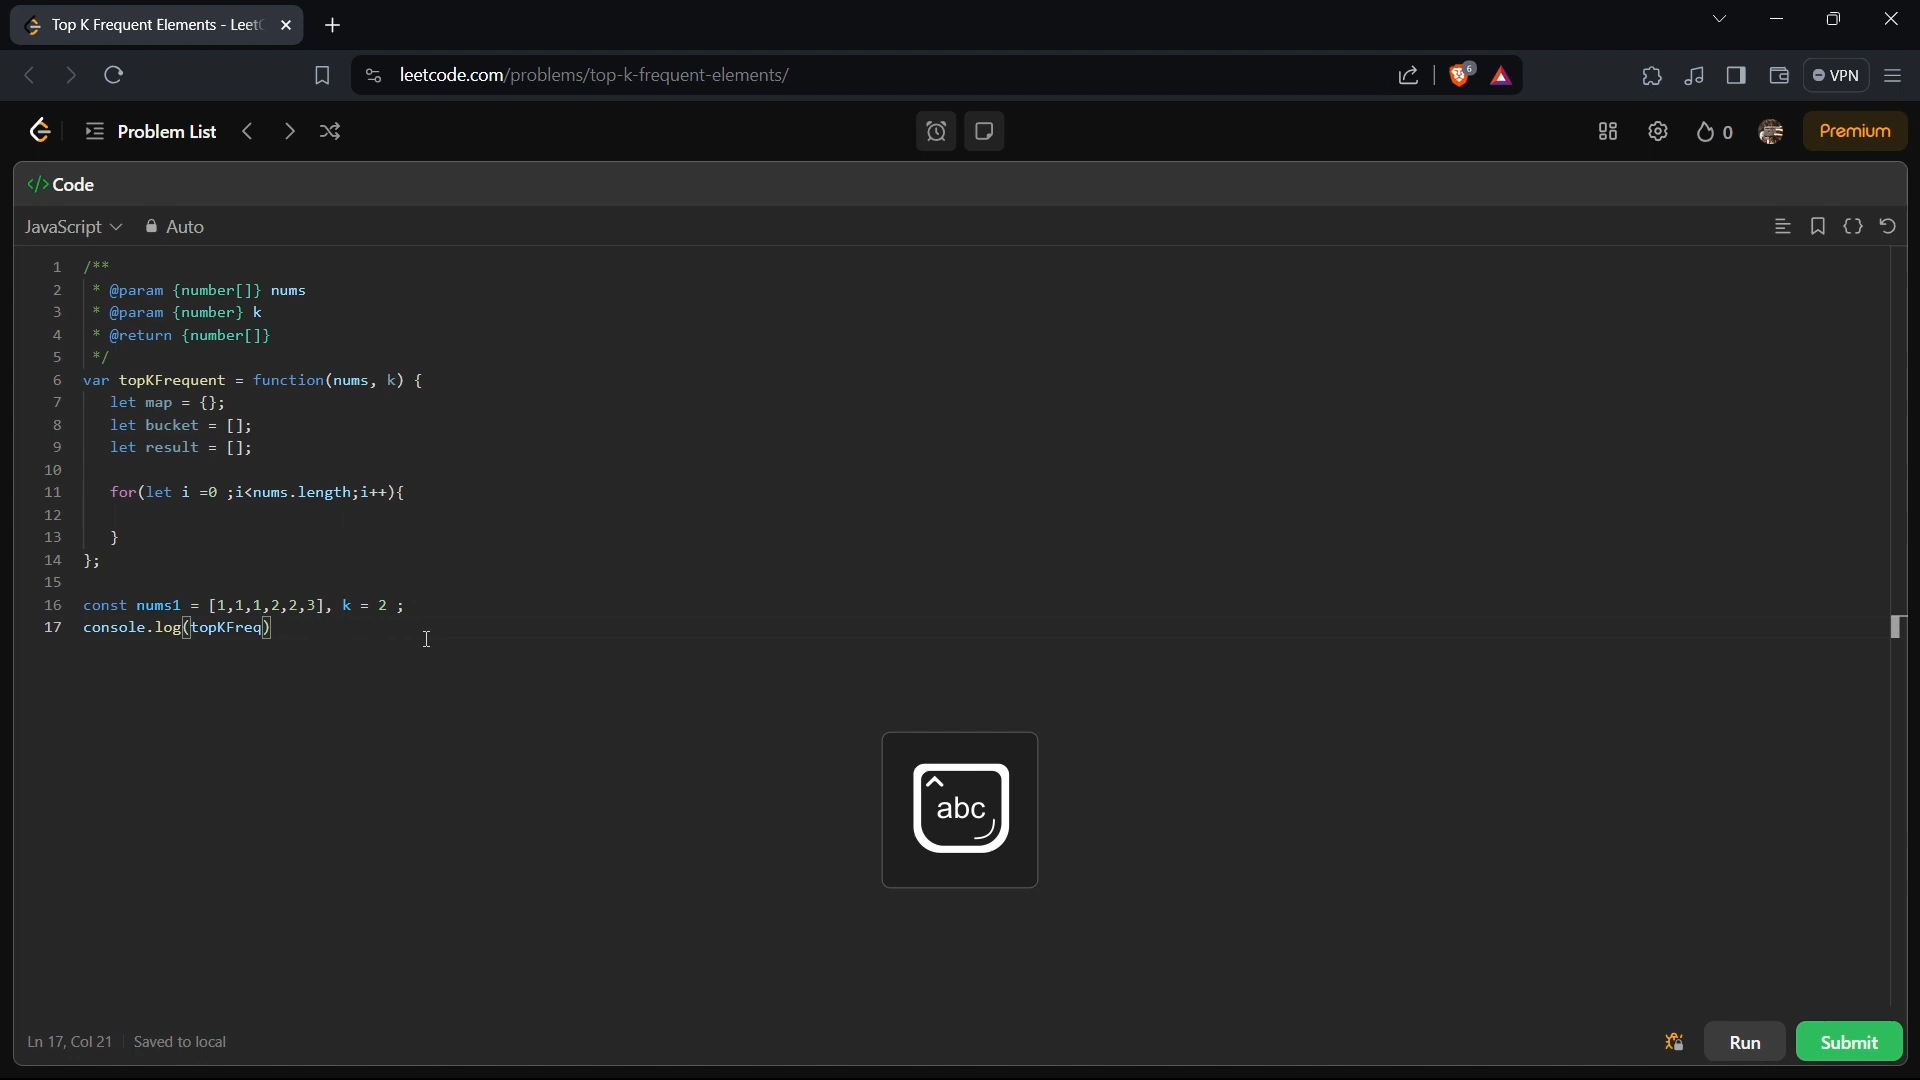 Top K Frequent Elements - Leet
leetcode.com/problems/top-k-frequent-elements/
6
VPN
Problem List
0
Premium
</> Code
JavaScript
Auto
1 /**
2 * @param {number[]} nums
3 * @param {number} k
4 * @return {number[]}
5 */
6 var topKFrequent = function(nums, k) {
7 let map = {};
8 let bucket = [];
9 let result = [];
10
11 for(let i =0 ;i<nums.length;i++){
12
13 }
14 };
15
16 const nums1 = [1,1,1,2,2,3], k = 2 ;
17 console.log(topKFreq)
abc
Ln 17, Col 21
Saved to local
Run
Submit